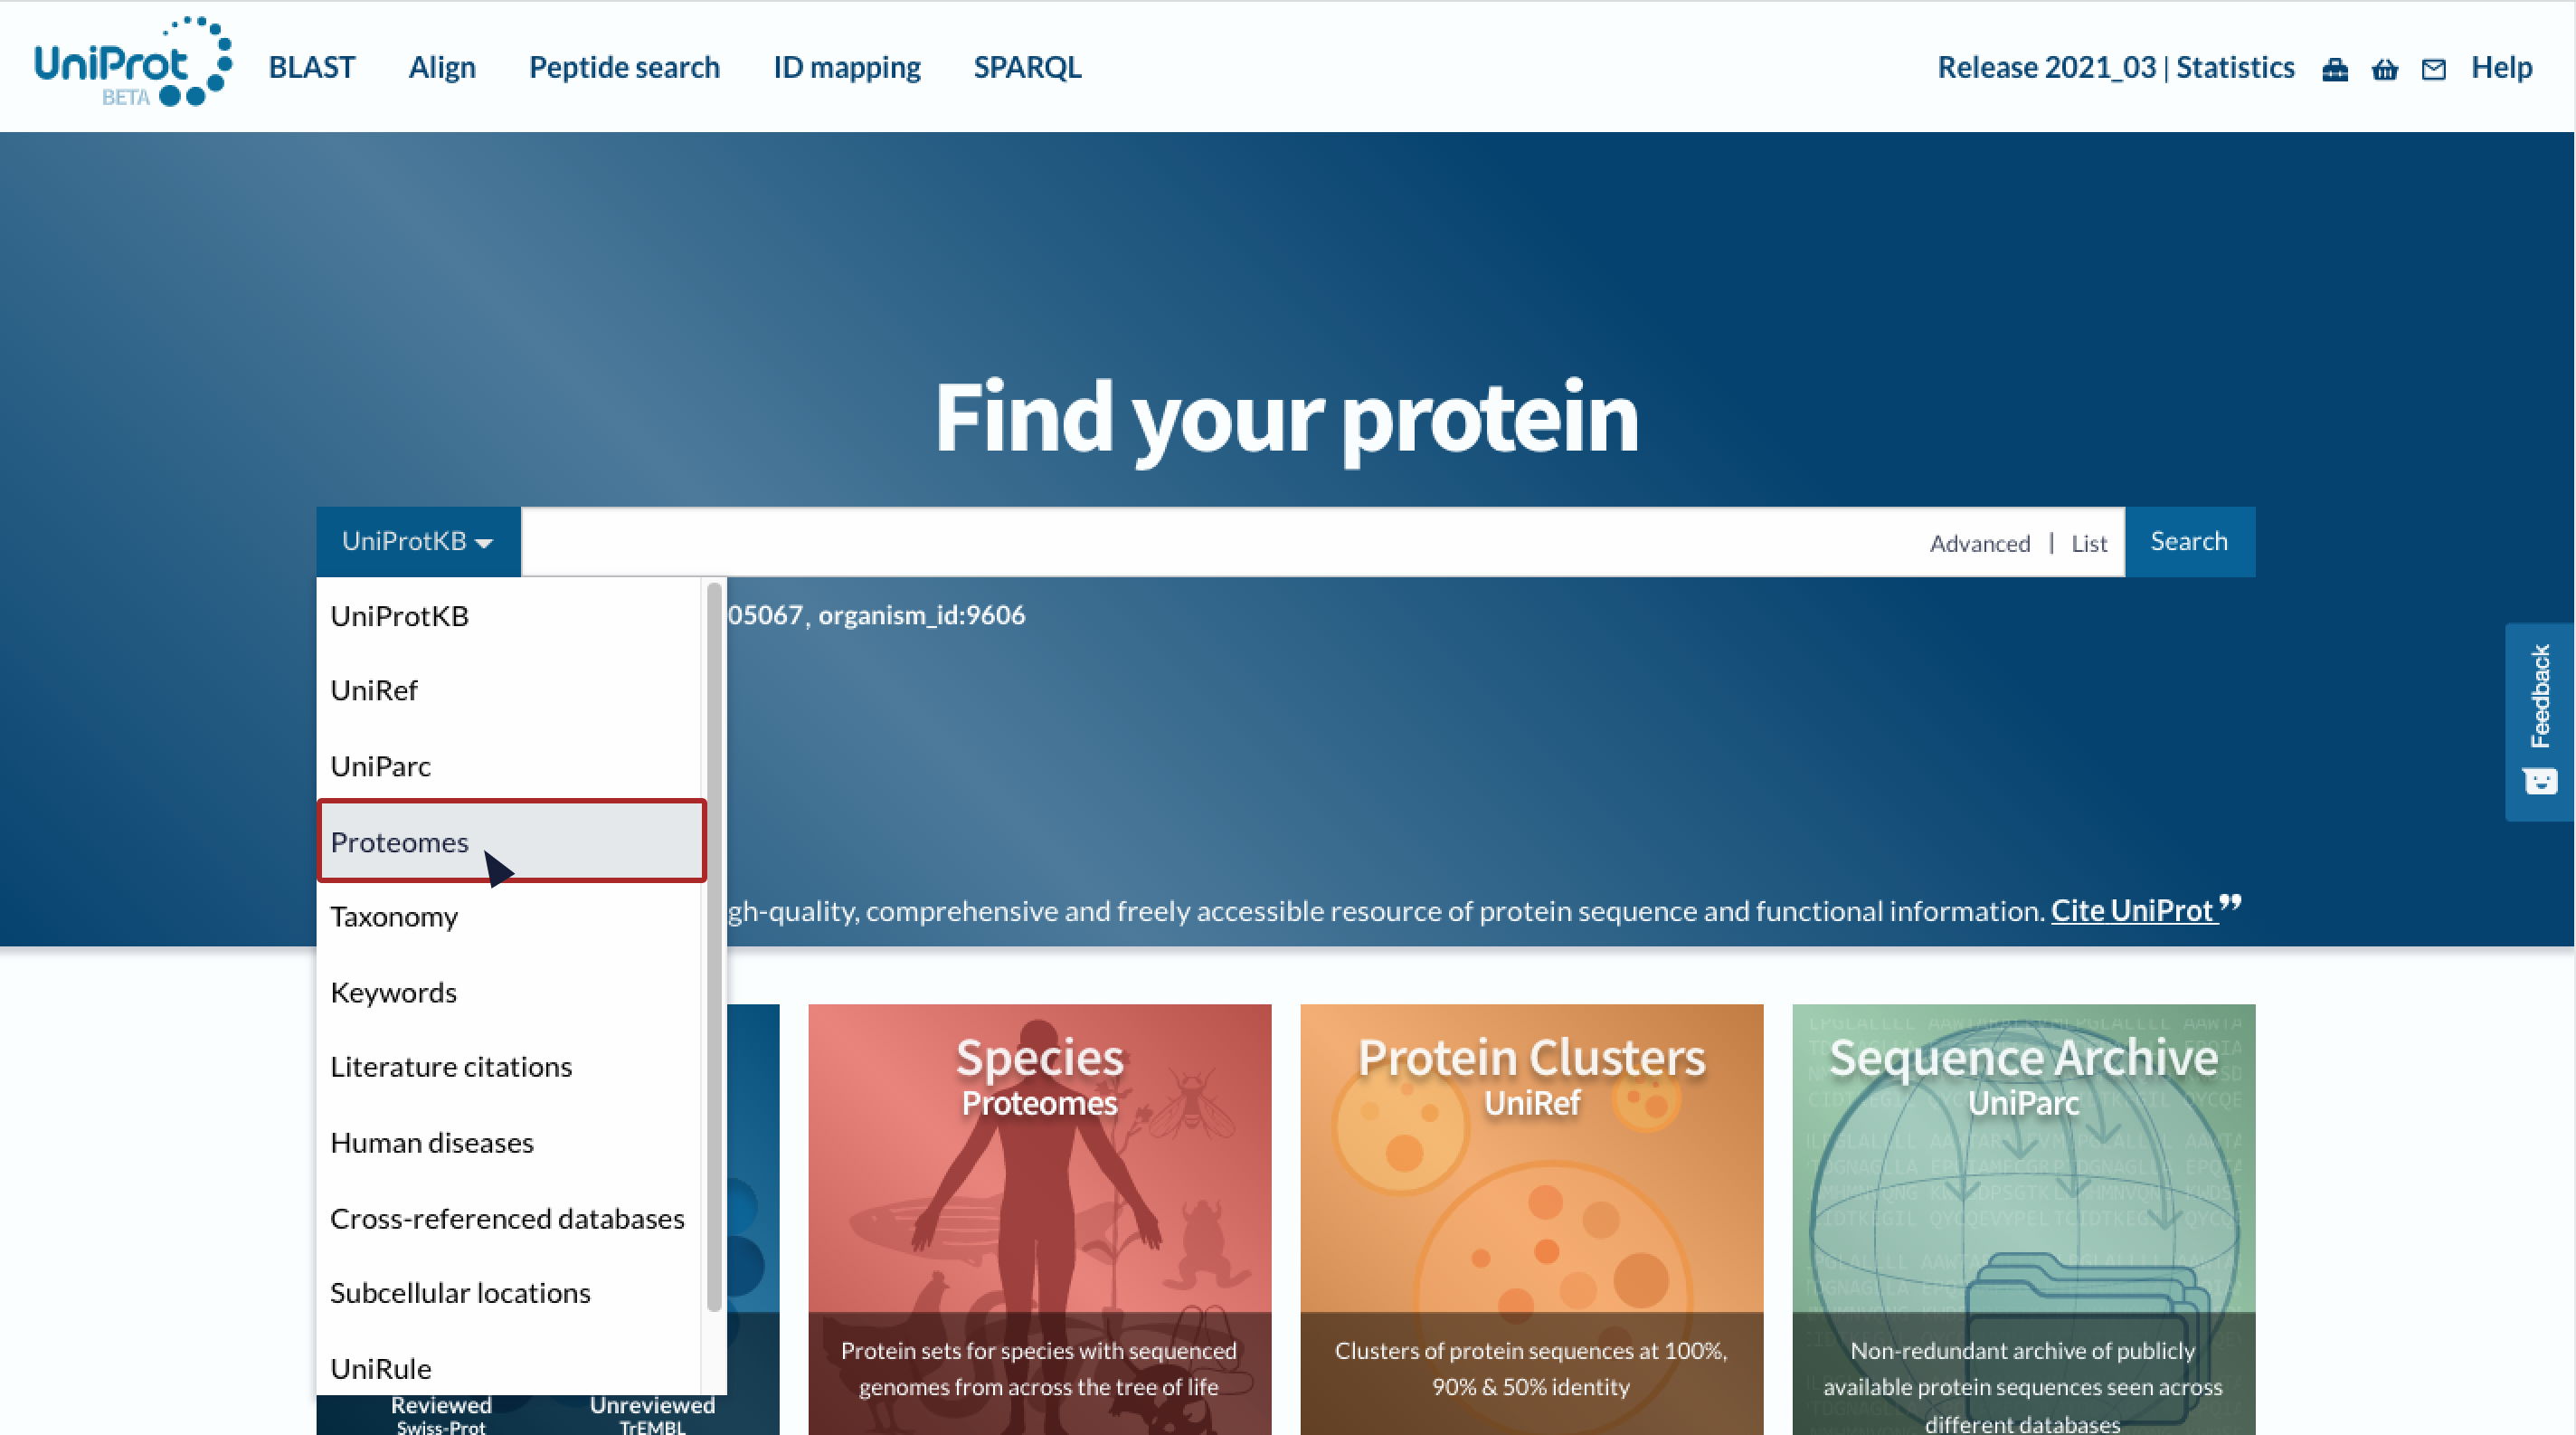 UniProt
BETA
BLAST
Align
Peptide search
ID mapping
SPARQL
Release 2021_03 | Statistics
Help
Find your protein
UniProtKB
Advanced | List
Search
UniProtKB
UniRef
UniParc
Proteomes
Taxonomy
Keywords
Literature citations
Human diseases
Cross-referenced databases
Subcellular locations
UniRule
05067, organism_id:9606
Feedback
gh-quality, comprehensive and freely accessible resource of protein sequence and functional information. Cite UniProt ”
Reviewed
Swiss-Prot
Unreviewed
TrEMBL
Species
Proteomes
Protein sets for species with sequenced
genomes from across the tree of life
Protein Clusters
UniRef
Clusters of protein sequences at 100%,
90% & 50% identity
Sequence Archive
UniParc
Non-redundant archive of publicly
available protein sequences seen across
different databases